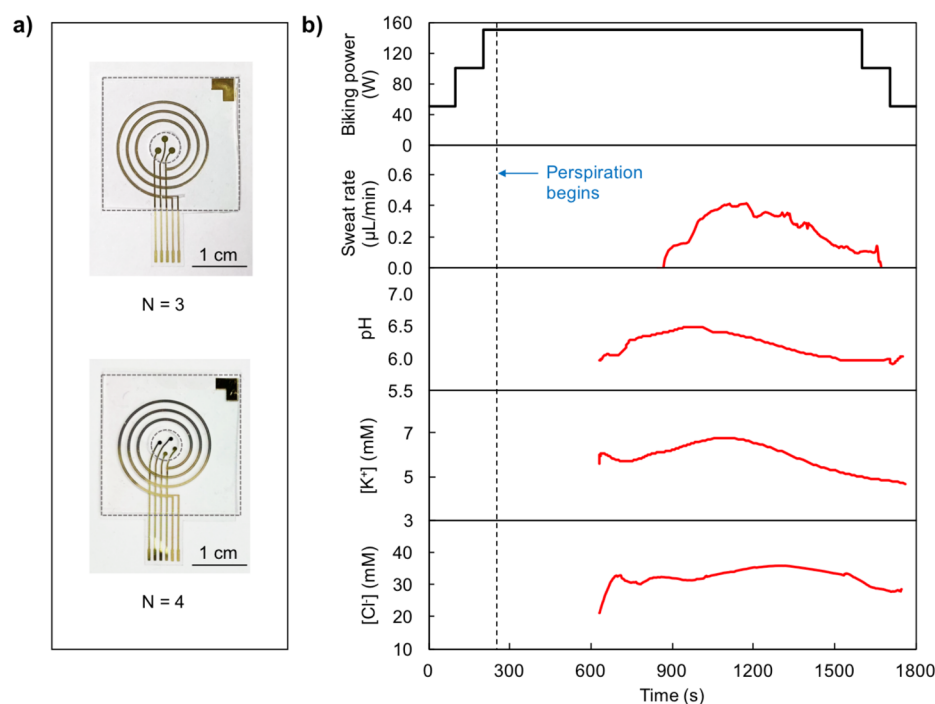 a)
1 cm
N = 3
1 cm
N = 4
b)
Biking power
(W)
160
120
80
40
0
Perspiration
begins
Sweat rate
(µL/min)
0.6
0.4
0.2
0.0
pH
7.0
6.5
6.0
5.5
[K⁺] (mM)
7
5
3
[Cl⁻] (mM)
40
30
20
10
0 300 600 900 1200 1500 1800
Time (s)